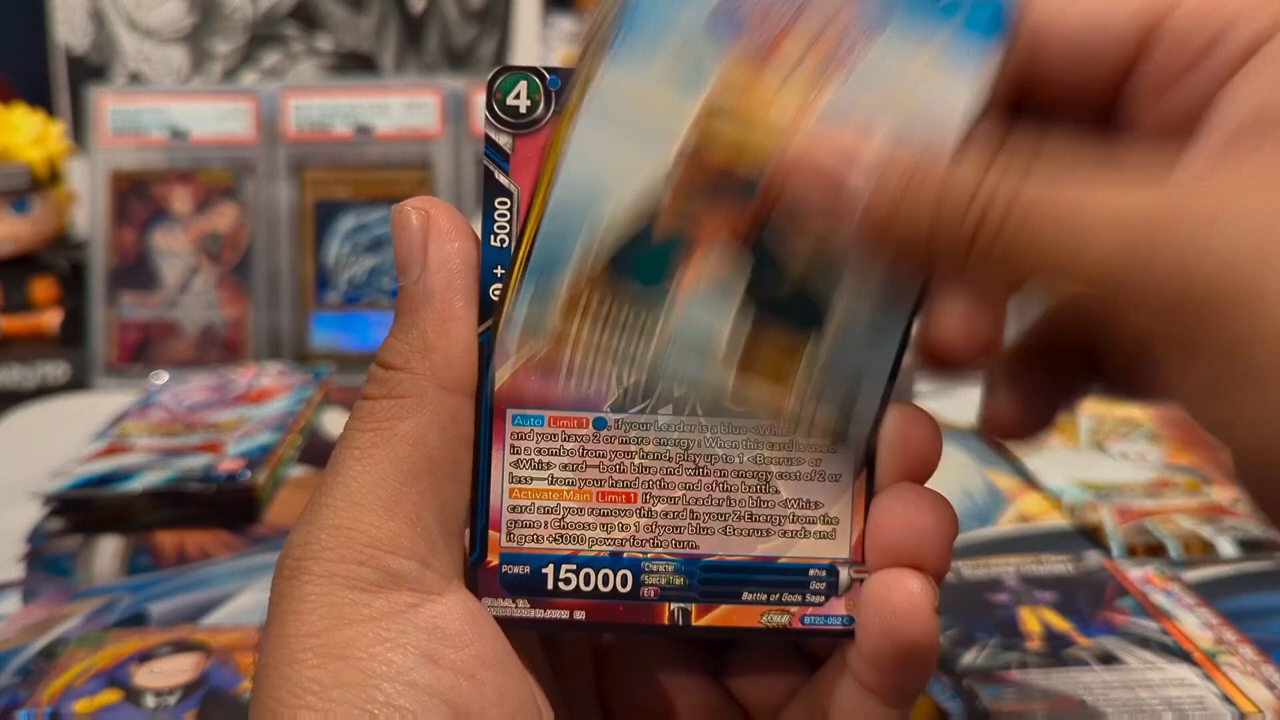 4
5000
+
Auto Limit 1 , if your Leader is a blue <Whis>
and you have 2 or more energy : When this card is used
in a combo from your hand, play up to 1 <Beerus> or
<Whis> card—both blue and with an energy cost of 2 or
less—from your hand at the end of the battle.
Activate:Main Limit 1 If your Leader is a blue <Whis>
card and you remove this card in your Z-Energy from the
game : Choose up to 1 of your blue <Beerus> cards and
it gets +5000 power for the turn.
POWER 15000
Character Whis
Special Trait God
Era Battle of Gods Saga
©B.S./S., T.A.
BANDAI MADE IN JAPAN EN
BT22-052 C